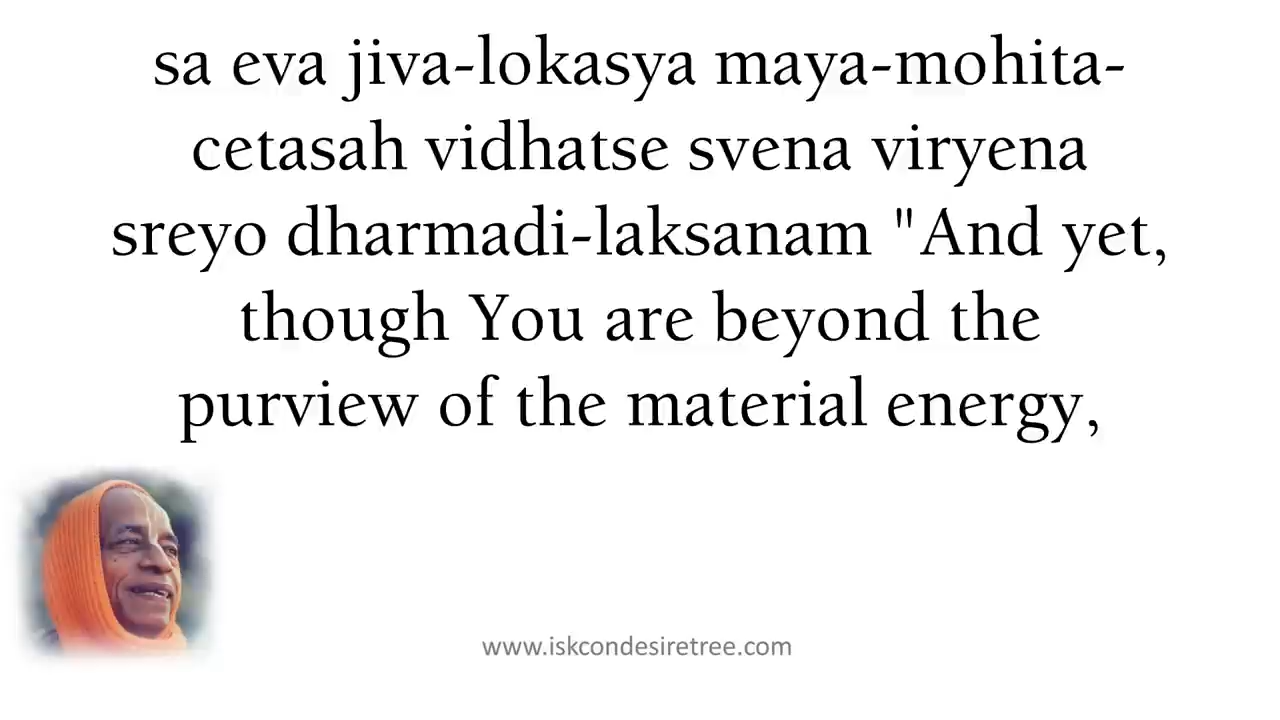 sa eva jiva-lokasya maya-mohita-
cetasah vidhatse svena viryena
sreyo dharmadi-laksanam "And yet,
though You are beyond the
purview of the material energy,
www.iskcondesiretree.com